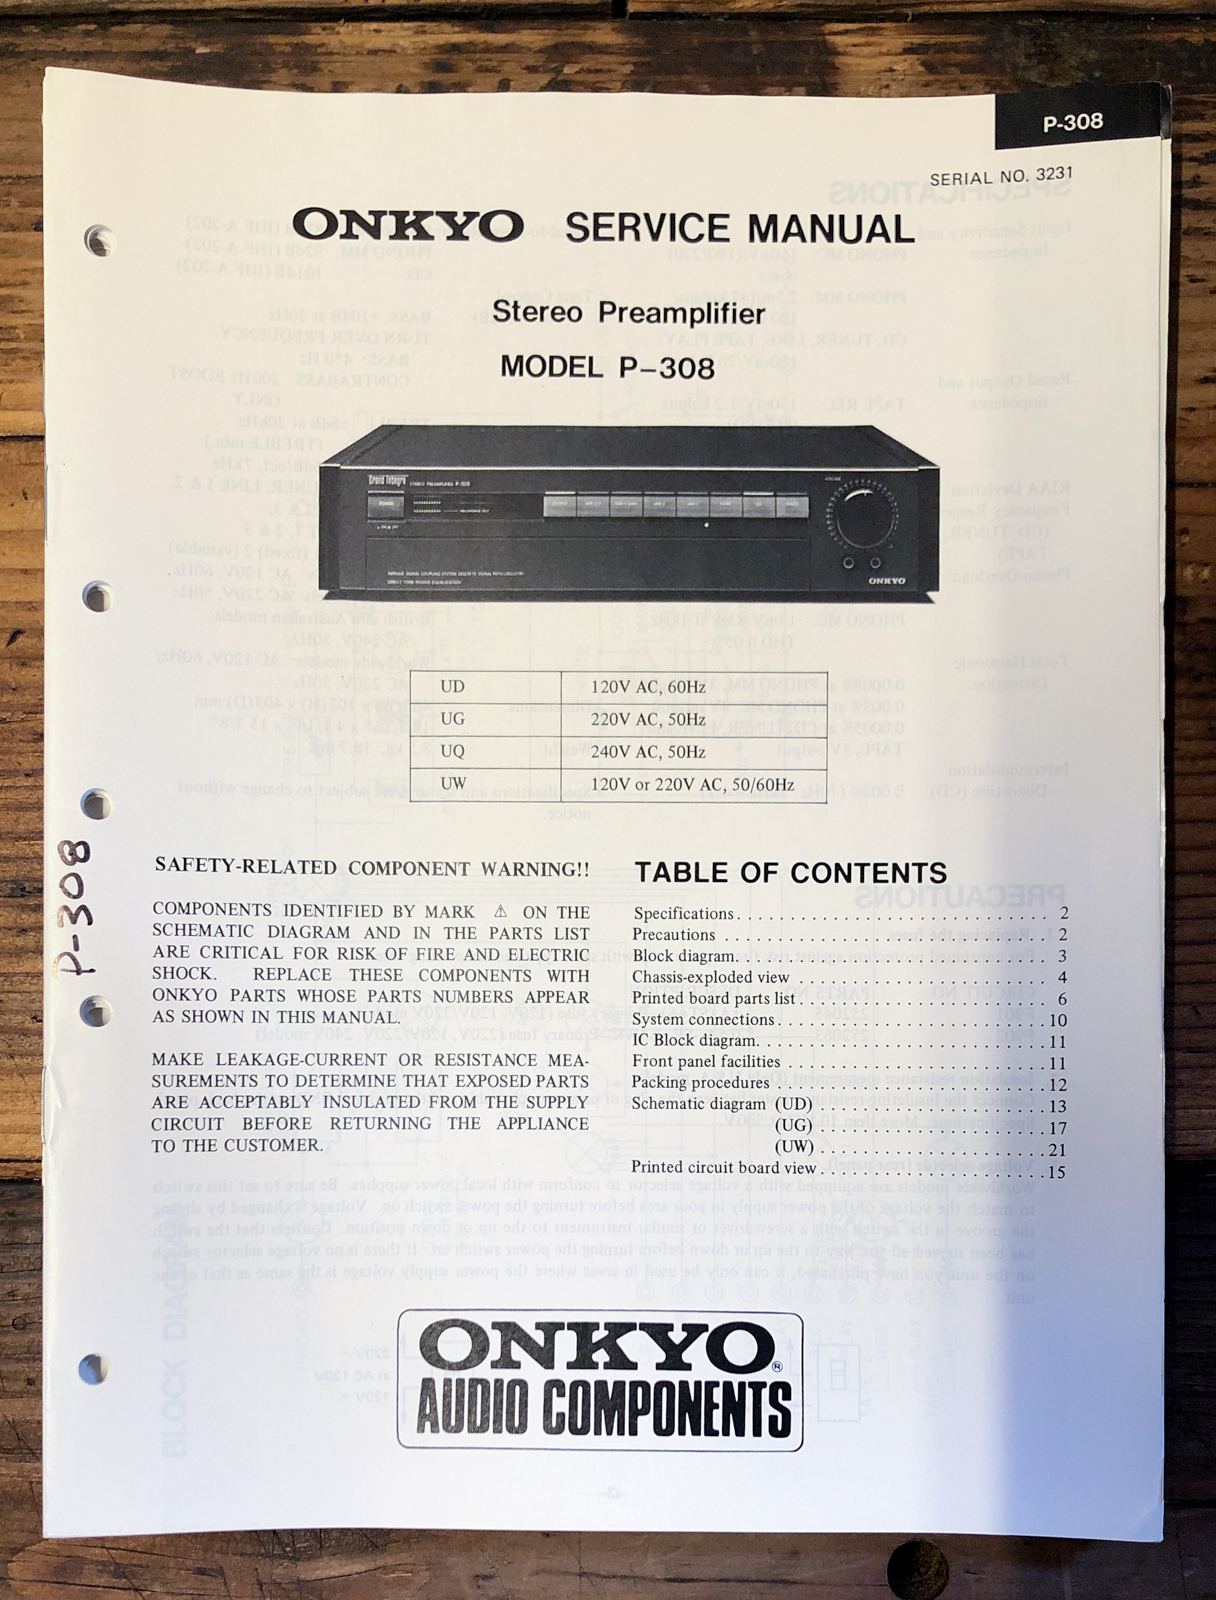 P-308
SERIAL NO. 3231
ONKYO SERVICE MANUAL
Stereo Preamplifier
MODEL P-308
Grand Integra STEREO PREAMPLIFIER P-308
POWER
ONKYO
UD 120V AC, 60Hz
UG 220V AC, 50Hz
UQ 240V AC, 50Hz
UW 120V or 220V AC, 50/60Hz
P-308
SAFETY-RELATED COMPONENT WARNING!!
COMPONENTS IDENTIFIED BY MARK ⚠ ON THE
SCHEMATIC DIAGRAM AND IN THE PARTS LIST
ARE CRITICAL FOR RISK OF FIRE AND ELECTRIC
SHOCK. REPLACE THESE COMPONENTS WITH
ONKYO PARTS WHOSE PARTS NUMBERS APPEAR
AS SHOWN IN THIS MANUAL.
MAKE LEAKAGE-CURRENT OR RESISTANCE MEA-
SUREMENTS TO DETERMINE THAT EXPOSED PARTS
ARE ACCEPTABLY INSULATED FROM THE SUPPLY
CIRCUIT BEFORE RETURNING THE APPLIANCE
TO THE CUSTOMER.
TABLE OF CONTENTS
Specifications. . . . . . . . . . . . . . . . . . . . . . . . . . . . . . 2
Precautions . . . . . . . . . . . . . . . . . . . . . . . . . . . . . . . 2
Block diagram. . . . . . . . . . . . . . . . . . . . . . . . . . . . . . 3
Chassis-exploded view . . . . . . . . . . . . . . . . . . . . . . . 4
Printed board parts list . . . . . . . . . . . . . . . . . . . . . . . 6
System connections . . . . . . . . . . . . . . . . . . . . . . . . . 10
IC Block diagram. . . . . . . . . . . . . . . . . . . . . . . . . . . 11
Front panel facilities . . . . . . . . . . . . . . . . . . . . . . . . 11
Packing procedures . . . . . . . . . . . . . . . . . . . . . . . . . 12
Schematic diagram (UD) . . . . . . . . . . . . . . . . . . . . . 13
(UG) . . . . . . . . . . . . . . . . . . . . . 17
(UW) . . . . . . . . . . . . . . . . . . . . . 21
Printed circuit board view . . . . . . . . . . . . . . . . . . . . 15
ONKYO®
AUDIO COMPONENTS